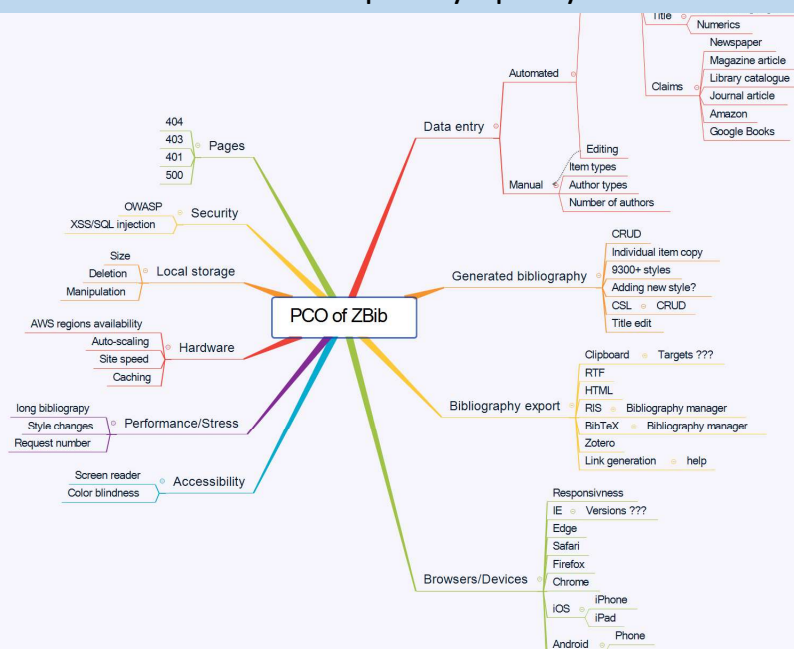 PCO of ZBib
Data entry
Automated
Title
Numerics
Claims
Newspaper
Magazine article
Library catalogue
Journal article
Amazon
Google Books
Editing
Manual
Item types
Author types
Number of authors
Generated bibliography
CRUD
Individual item copy
9300+ styles
Adding new style?
CSL CRUD
Title edit
Bibliography export
Clipboard Targets ???
RTF
HTML
RIS Bibliography manager
BibTeX Bibliography manager
Zotero
Link generation help
Browsers/Devices
Responsivness
IE Versions ???
Edge
Safari
Firefox
Chrome
iOS
iPhone
iPad
Android
Phone
Pages
404
403
401
500
Security
OWASP
XSS/SQL injection
Local storage
Size
Deletion
Manipulation
Hardware
AWS regions availability
Auto-scaling
Site speed
Caching
Performance/Stress
long bibliograpy
Style changes
Request number
Accessibility
Screen reader
Color blindness